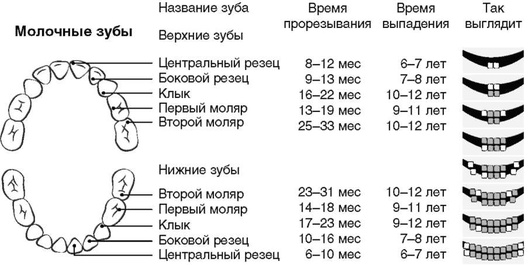 Молочные зубы
Название зуба Время прорезывания Время выпадения Так выглядит
Верхние зубы
Центральный резец 8–12 мес 6–7 лет
Боковой резец 9–13 мес 7–8 лет
Клык 16–22 мес 10–12 лет
Первый моляр 13–19 мес 9–11 лет
Второй моляр 25–33 мес 10–12 лет
Нижние зубы
Второй моляр 23–31 мес 10–12 лет
Первый моляр 14–18 мес 9–11 лет
Клык 17–23 мес 9–12 лет
Боковой резец 10–16 мес 7–8 лет
Центральный резец 6–10 мес 6–7 лет